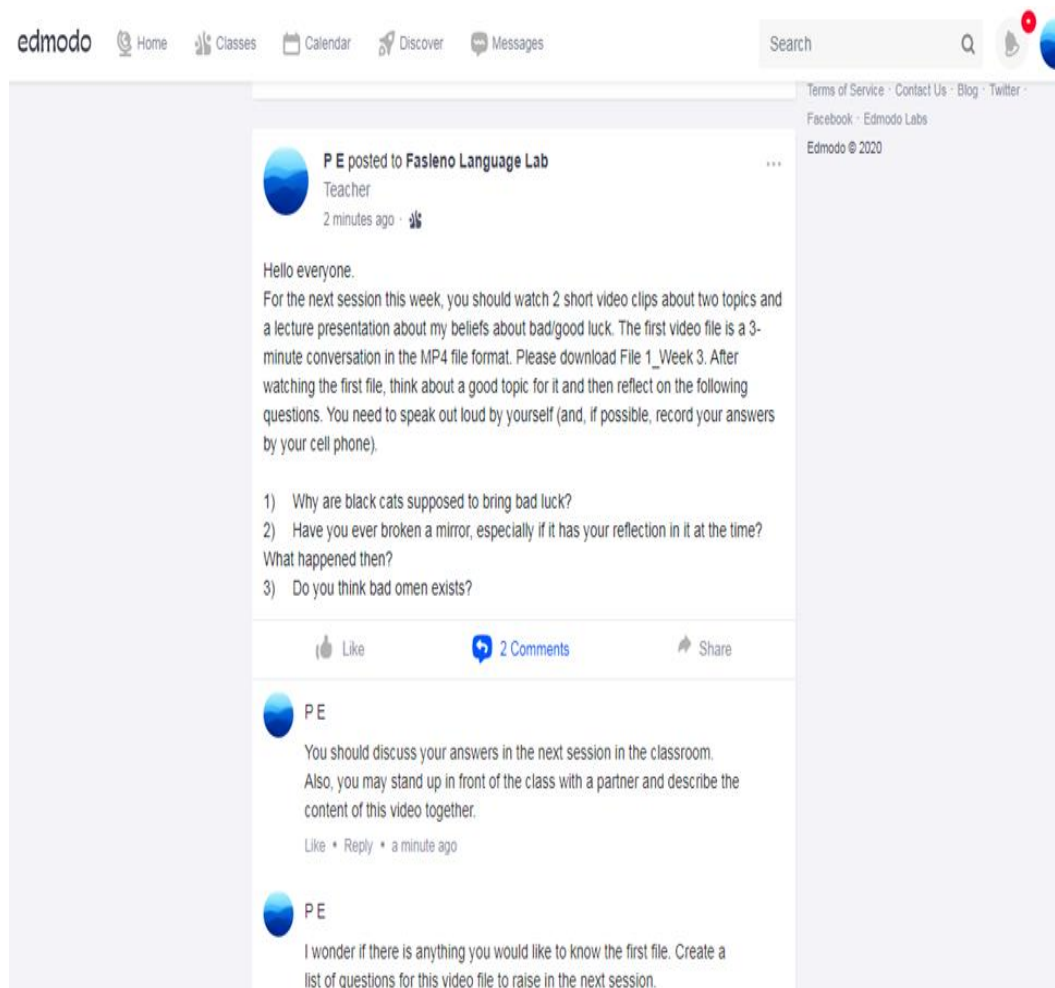 edmodo Home Classes Calendar Discover Messages Search
Terms of Service · Contact Us · Blog · Twitter ·
Facebook · Edmodo Labs
Edmodo © 2020
P E posted to Fasleno Language Lab
Teacher
2 minutes ago ·
Hello everyone.
For the next session this week, you should watch 2 short video clips about two topics and
a lecture presentation about my beliefs about bad/good luck. The first video file is a 3-
minute conversation in the MP4 file format. Please download File 1_Week 3. After
watching the first file, think about a good topic for it and then reflect on the following
questions. You need to speak out loud by yourself (and, if possible, record your answers
by your cell phone).
1) Why are black cats supposed to bring bad luck?
2) Have you ever broken a mirror, especially if it has your reflection in it at the time?
What happened then?
3) Do you think bad omen exists?
Like 2 Comments Share
P E
You should discuss your answers in the next session in the classroom.
Also, you may stand up in front of the class with a partner and describe the
content of this video together.
Like • Reply • a minute ago
P E
I wonder if there is anything you would like to know the first file. Create a
list of questions for this video file to raise in the next session.